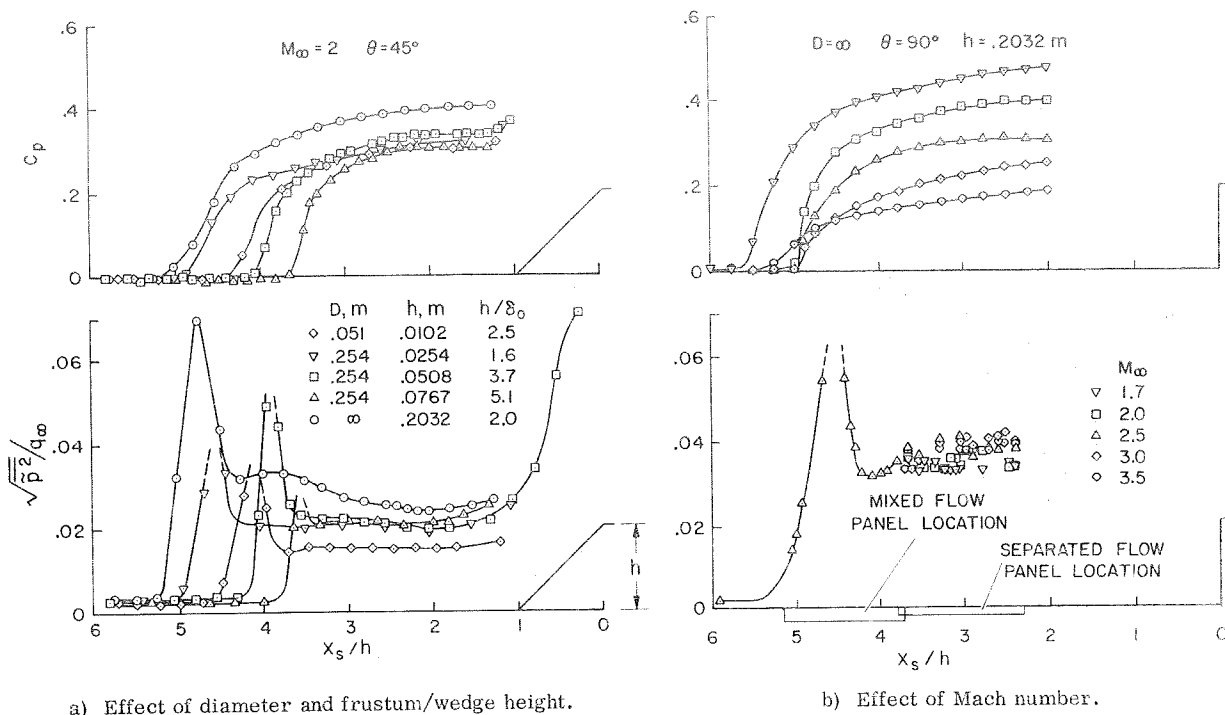 .6
M∞ = 2 θ = 45°
.4
Cp
.2
0
D, m h, m h/δ₀
◇ .051 .0102 2.5
▽ .254 .0254 1.6
□ .254 .0508 3.7
△ .254 .0767 5.1
○ ∞ .2032 2.0
.06
.04
√p̃²/q∞
.02
.00
h
6 5 4 3 2 1 0
Xs/h
a) Effect of diameter and frustum/wedge height.
.6
D=∞ θ = 90° h = .2032 m
.4
.2
0
.06
M∞
▽ 1.7
□ 2.0
△ 2.5
◇ 3.0
○ 3.5
.04
MIXED FLOW
PANEL LOCATION
.02
SEPARATED FLOW
PANEL LOCATION
0
6 5 4 3 2 1 0
Xs/h
b) Effect of Mach number.